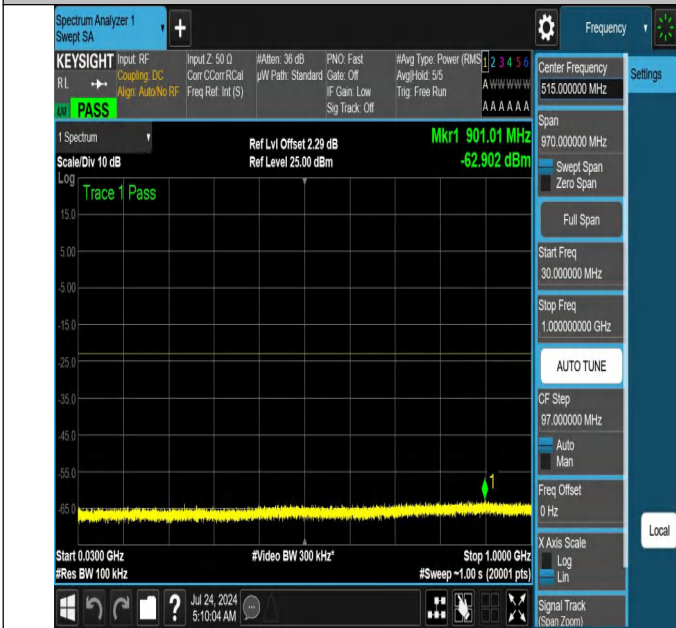 Spectrum Analyzer 1
Swept SA
Frequency
KEYSIGHT
RL
PASS
Input: RF
Coupling: DC
Align: Auto/No RF
Input Z: 50 Ω
Corr CCorr RCal
Freq Ref: Int (S)
#Atten: 36 dB
µW Path: Standard
PNO: Fast
Gate: Off
IF Gain: Low
Sig Track: Off
#Avg Type: Power (RMS
Avg|Hold: 5/5
Trig: Free Run
1 2 3 4 5 6
A W W W W W
A A A A A A
Center Frequency
515.000000 MHz
Settings
Span
970.000000 MHz
Swept Span
Zero Span
Full Span
Start Freq
30.000000 MHz
Stop Freq
1.000000000 GHz
AUTO TUNE
CF Step
97.000000 MHz
Auto
Man
Freq Offset
0 Hz
X Axis Scale
Log
Lin
Local
Signal Track
(Span Zoom)
1 Spectrum
Scale/Div 10 dB
Ref Lvl Offset 2.29 dB
Ref Level 25.00 dBm
Mkr1 901.01 MHz
-62.902 dBm
Log
Trace 1 Pass
15.0
5.00
-5.00
-15.0
-25.0
-35.0
-45.0
-55.0
-65.0
1
Start 0.0300 GHz
#Res BW 100 kHz
#Video BW 300 kHz*
Stop 1.0000 GHz
#Sweep ~1.00 s (20001 pts)
?
Jul 24, 2024
5:10:04 AM